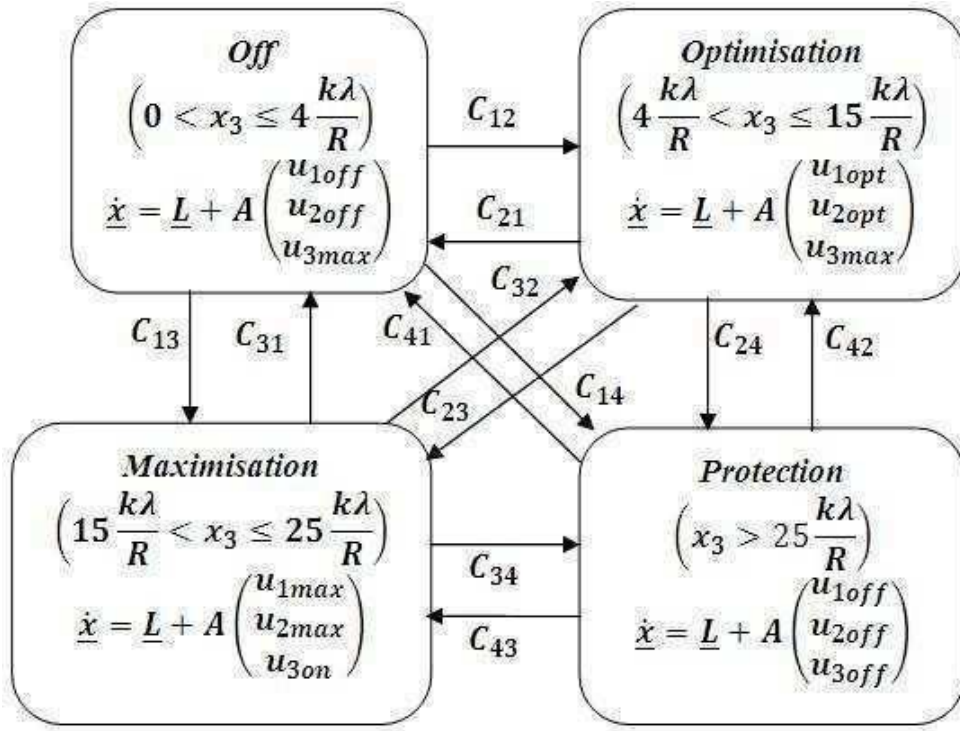 Off
(0 < x₃ ≤ 4 kλ/R)
ẋ = L + A (u₁off u₂off u₃max)
C₁₂
C₂₁
Optimisation
(4 kλ/R < x₃ ≤ 15 kλ/R)
ẋ = L + A (u₁opt u₂opt u₃max)
C₁₃
C₃₁
C₄₁
C₃₂
C₂₃
C₁₄
C₂₄
C₄₂
Maximisation
(15 kλ/R < x₃ ≤ 25 kλ/R)
ẋ = L + A (u₁max u₂max u₃on)
C₃₄
C₄₃
Protection
(x₃ > 25 kλ/R)
ẋ = L + A (u₁off u₂off u₃off)